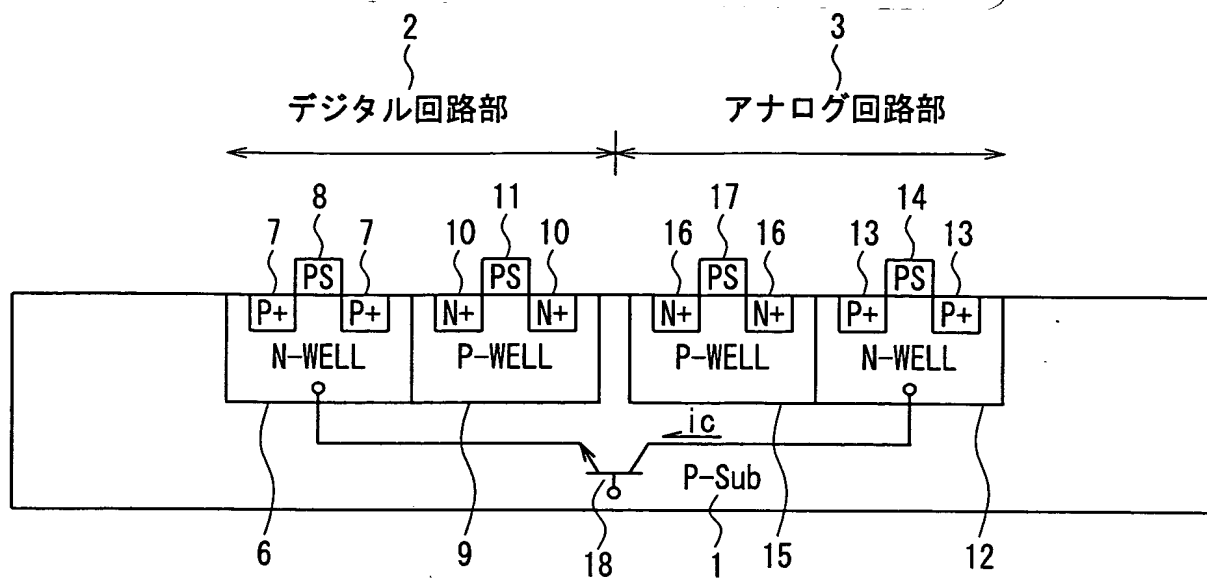 2 3
デジタル回路部 アナログ回路部
8 11 17 14
7 7 10 10 16 16 13 13
PS PS PS PS
P+ P+ N+ N+ N+ N+ P+ P+
N-WELL P-WELL P-WELL N-WELL
ic
P-Sub
6 9 18 1 15 12